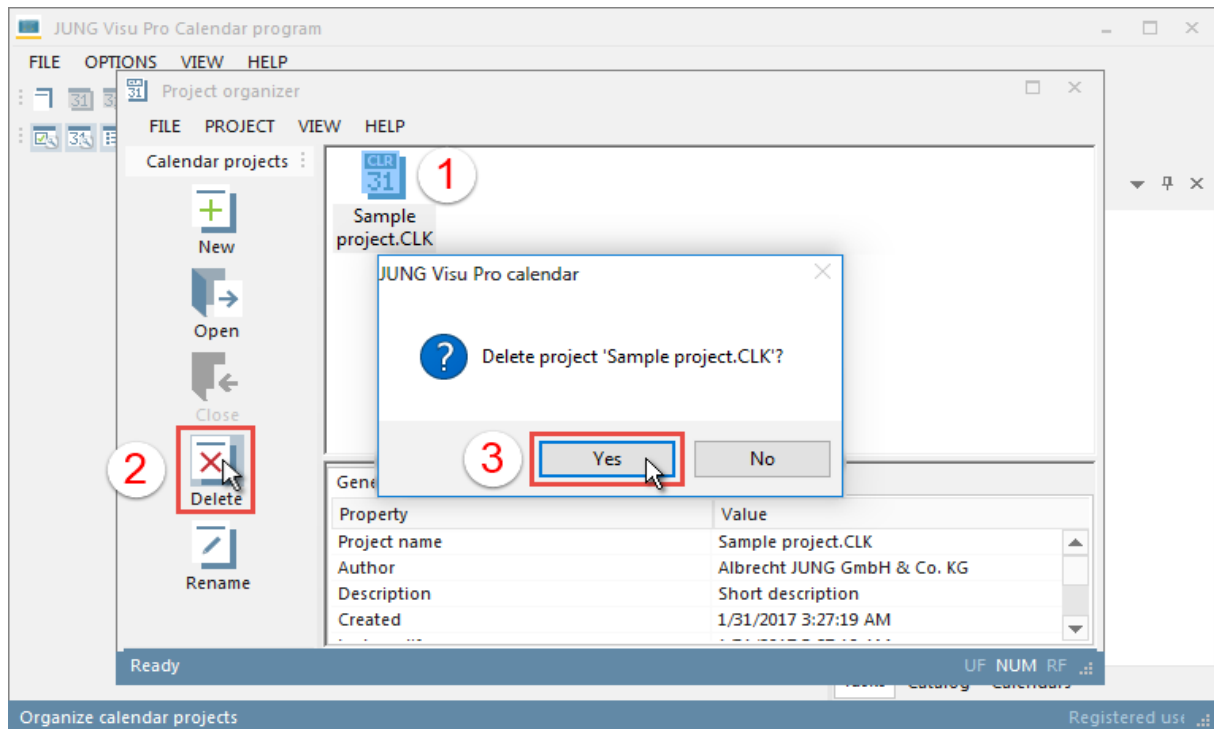 JUNG Visu Pro Calendar program
FILE OPTIONS VIEW HELP
31
Project organizer
FILE PROJECT VIEW HELP
Calendar projects
New
Open
Close
2
Delete
Rename
CLR
31
1
Sample
project.CLK
JUNG Visu Pro calendar
Delete project 'Sample project.CLK'?
3
Yes No
Property Value
Project name Sample project.CLK
Author Albrecht JUNG GmbH & Co. KG
Description Short description
Created 1/31/2017 3:27:19 AM
Ready UF NUM RF
Catalog Calendars
Organize calendar projects Registered